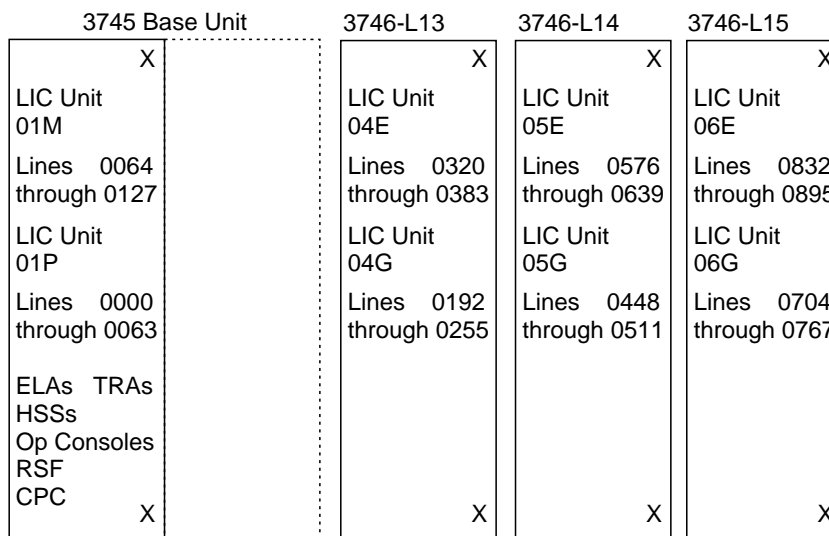 3745 Base Unit
X
LIC Unit
01M
Lines 0064
through 0127
LIC Unit
01P
Lines 0000
through 0063
ELAs TRAs
HSSs
Op Consoles
RSF
CPC
X
3746-L13
X
LIC Unit
04E
Lines 0320
through 0383
LIC Unit
04G
Lines 0192
through 0255
X
3746-L14
X
LIC Unit
05E
Lines 0576
through 0639
LIC Unit
05G
Lines 0448
through 0511
X
3746-L15
X
LIC Unit
06E
Lines 0832
through 0895
LIC Unit
06G
Lines 0704
through 0767
X